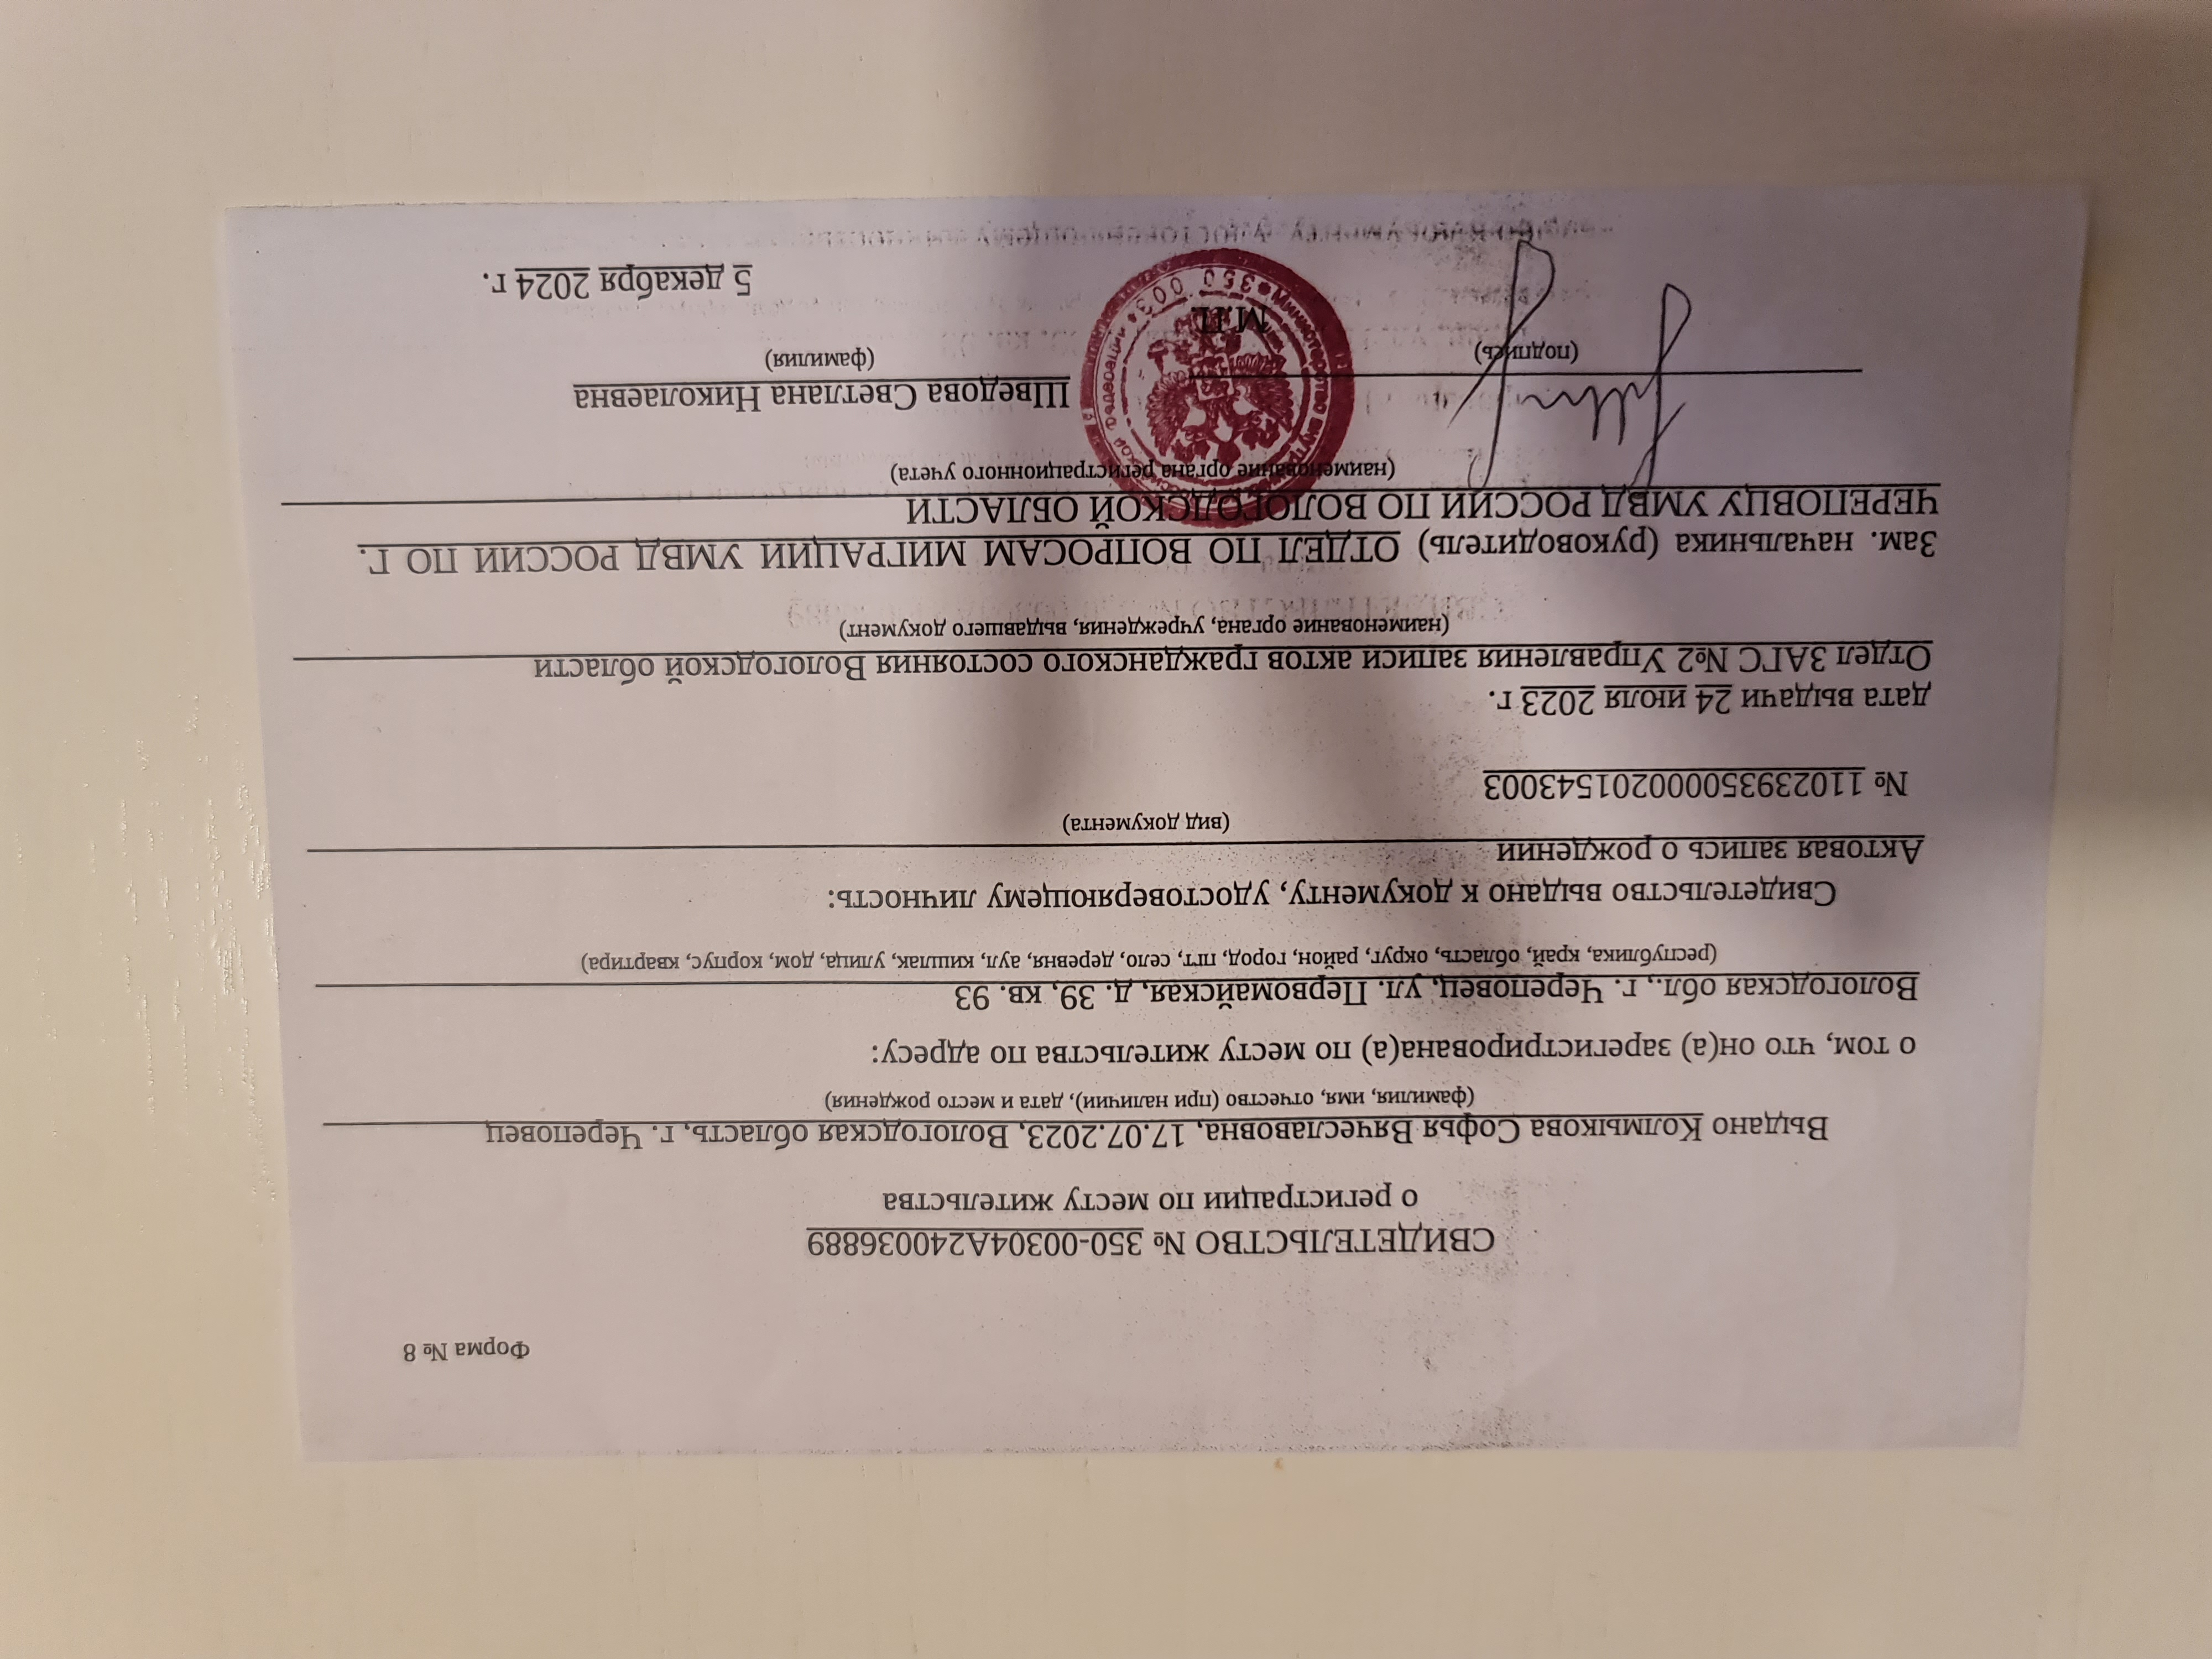 Форма № 8
СВИДЕТЕЛЬСТВО № 350-00304А240036889
о регистрации по месту жительства
Выдано Колмыкова Софья Вячеславовна, 17.07.2023, Вологодская область, г. Череповец
(фамилия, имя, отчество (при наличии), дата и место рождения)
о том, что он(а) зарегистрирована(а) по месту жительства по адресу:
Вологодская обл., г. Череповец, ул. Первомайская, д. 39, кв. 93
(республика, край, область, округ, район, город, пгт, село, деревня, аул, кишлак, улица, дом, корпус, квартира)
Свидетельство выдано к документу, удостоверяющему личность:
Актовая запись о рождении
(вид документа)
№ 110239350000201543003
дата выдачи 24 июля 2023 г.
Отдел ЗАГС №2 Управления записи актов гражданского состояния Вологодской области
(наименование органа, учреждения, выдавшего документ)
Зам. начальника (руководитель) ОТДЕЛ ПО ВОПРОСАМ МИГРАЦИИ УМВД РОССИИ ПО Г.
ЧЕРЕПОВЦУ УМВД РОССИИ ПО ВОЛОГОДСКОЙ ОБЛАСТИ
(наименование органа регистрационного учета)
Шведова Светлана Николаевна
(подпись) (фамилия)
М.П.
5 декабря 2024 г.
350 003
Министерство внутр